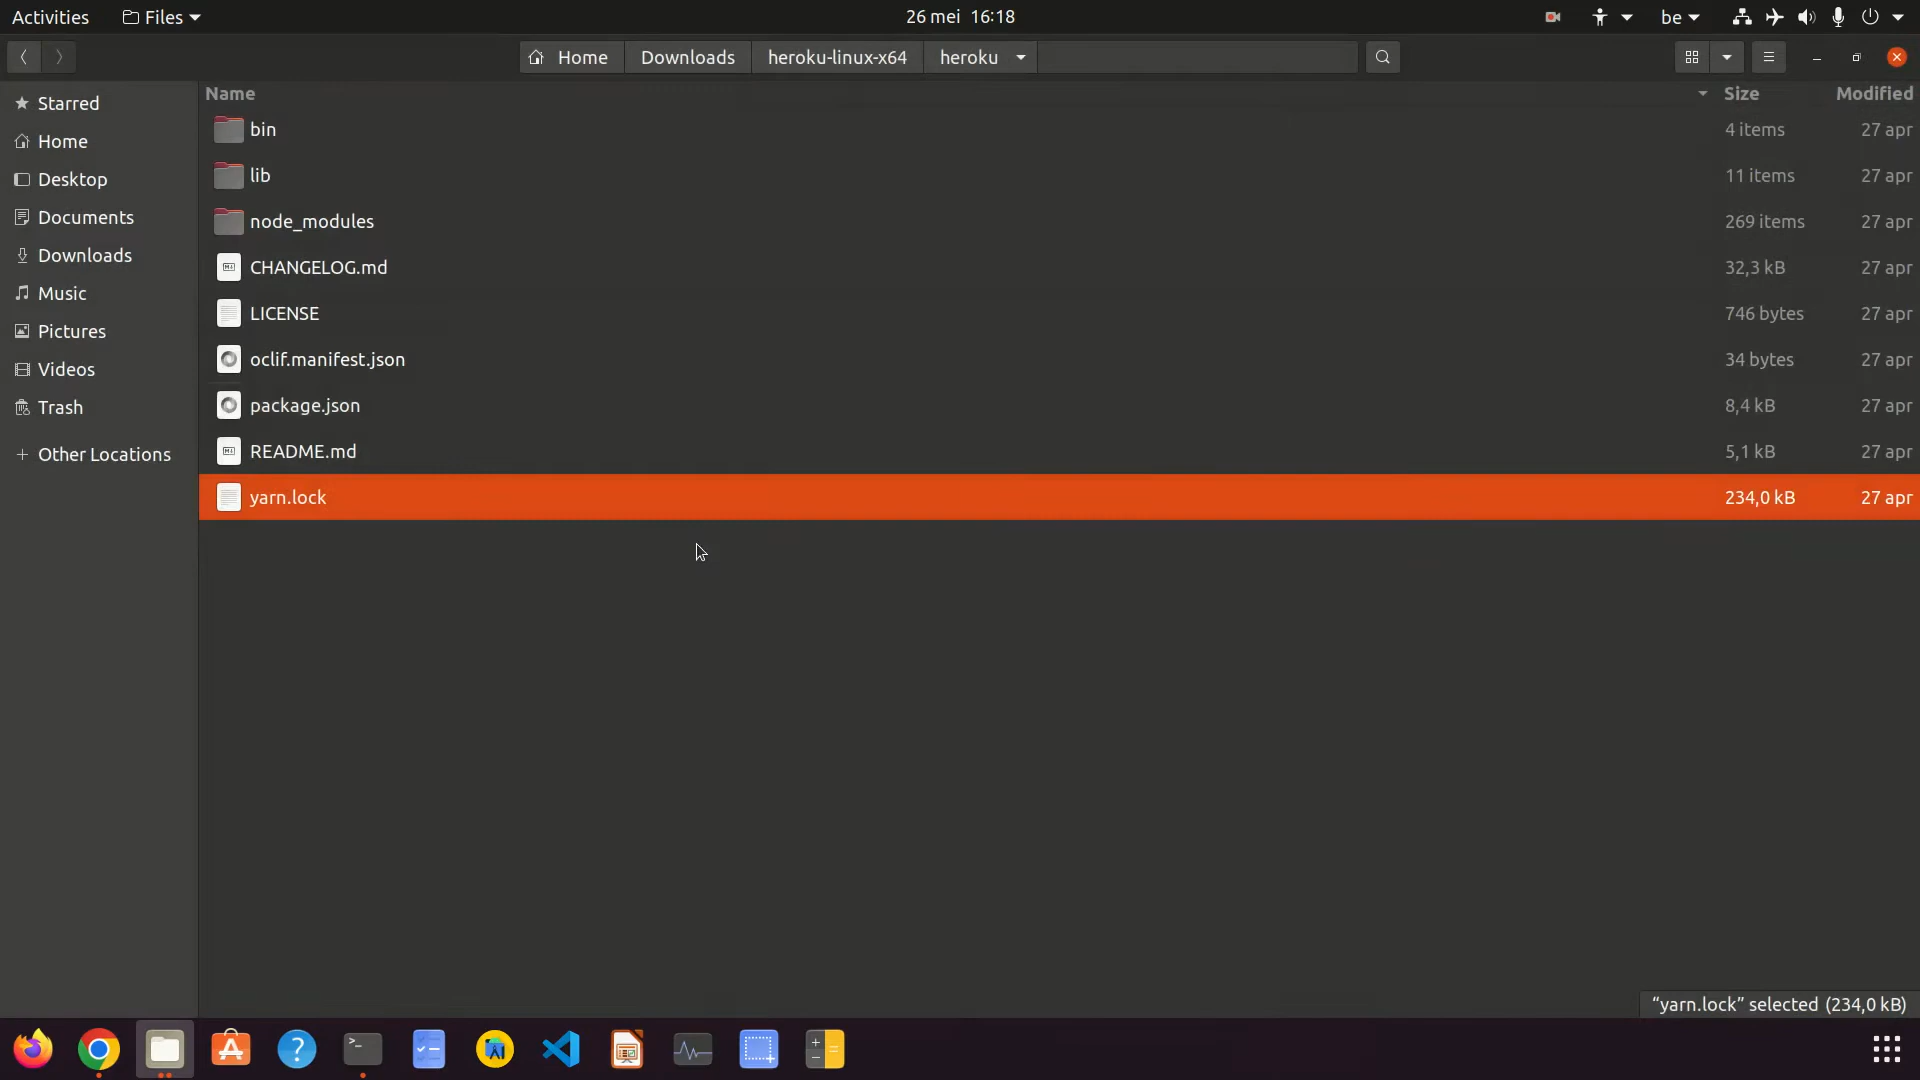 Activities Files 26 mei 16:18 be
Home Downloads heroku-linux-x64 heroku
Starred
Home
Desktop
Documents
Downloads
Music
Pictures
Videos
Trash
Other Locations
Name Size Modified
bin 4 items 27 apr
lib 11 items 27 apr
node_modules 269 items 27 apr
CHANGELOG.md 32,3 kB 27 apr
LICENSE 746 bytes 27 apr
oclif.manifest.json 34 bytes 27 apr
package.json 8,4 kB 27 apr
README.md 5,1 kB 27 apr
yarn.lock 234,0 kB 27 apr
“yarn.lock” selected (234,0 kB)